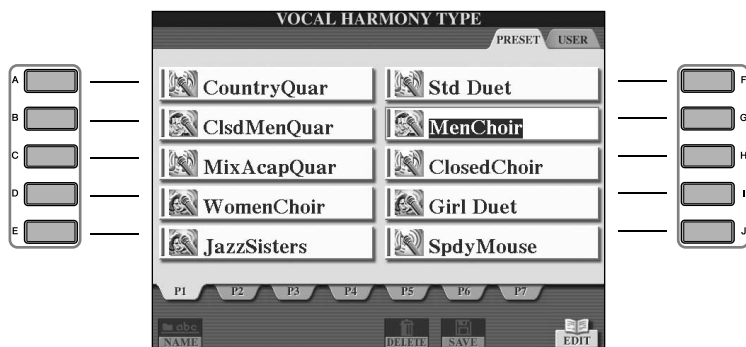 VOCAL HARMONY TYPE
PRESET USER
A CountryQuar Std Duet F
B ClsdMenQuar MenChoir G
C MixAcapQuar ClosedChoir H
D WomenChoir Girl Duet I
E JazzSisters SpdyMouse J
P1 P2 P3 P4 P5 P6 P7
abc
NAME DELETE SAVE EDIT